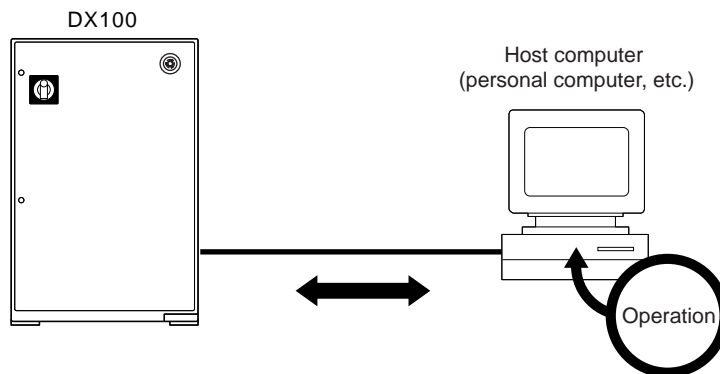 DX100
Host computer
(personal computer, etc.)
Operation